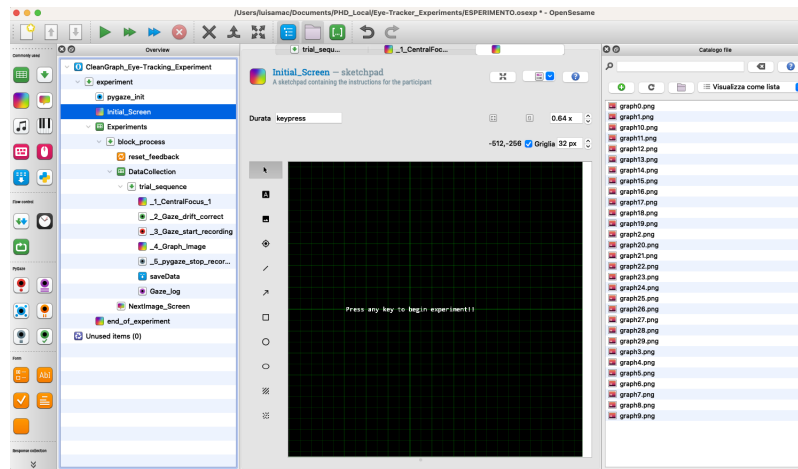 /Users/luisamac/Documents/PHD_Local/Eye-Tracker_Experiments/ESPERIMENTO.osexp * - OpenSesame
Commonly used
Flow control
PyGaze
Form
Response collection
Overview
CleanGraph_Eye-Tracking_Experiment
experiment
pygaze_init
Initial_Screen
Experiments
block_process
reset_feedback
DataCollection
trial_sequence
_1_CentralFocus_1
_2_Gaze_drift_correct
_3_Gaze_start_recording
_4_Graph_Image
_5_pygaze_stop_recor...
saveData
Gaze_log
NextImage_Screen
end_of_experiment
Unused items (0)
trial_sequ...
_1_CentralFoc...
Initial_Screen — sketchpad
A sketchpad containing the instructions for the participant
Durata keypress
0.64 x
-512,-256 Griglia 32 px
Press any key to begin experiment!!
Catalogo file
Visualizza come lista
graph0.png
graph1.png
graph10.png
graph11.png
graph12.png
graph13.png
graph14.png
graph15.png
graph16.png
graph17.png
graph18.png
graph19.png
graph2.png
graph20.png
graph21.png
graph22.png
graph23.png
graph24.png
graph25.png
graph26.png
graph27.png
graph28.png
graph29.png
graph3.png
graph4.png
graph5.png
graph6.png
graph7.png
graph8.png
graph9.png